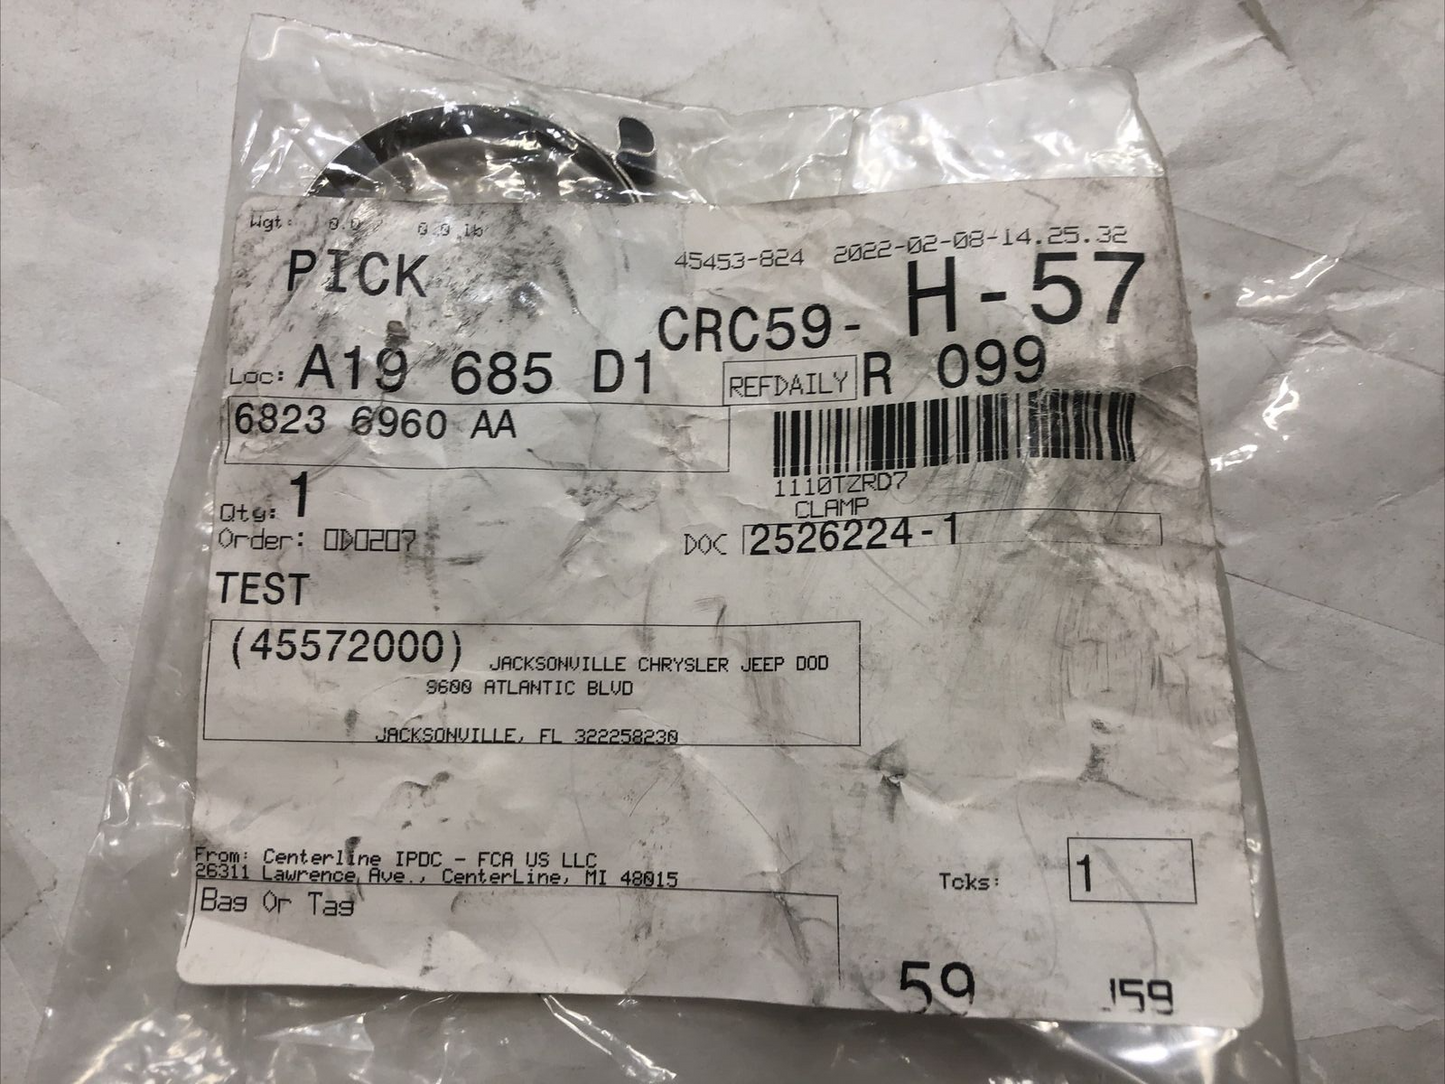 Wgt: 0.0 0.0 lb
45453-824 2022-02-08-14.25.32
PICK
CRC59- H-57
Loc: A19 685 D1 REFDAILY R 099
6823 6960 AA
1110TZRD7
CLAMP
Qty: 1
Order: 0D0207
DOC 2526224-1
TEST
(45572000) JACKSONVILLE CHRYSLER JEEP DOD
9600 ATLANTIC BLVD
JACKSONVILLE, FL 322258230
From: Centerline IPDC - FCA US LLC
26311 Lawrence Ave., CenterLine, MI 48015
Tcks: 1
Bag Or Tag
59